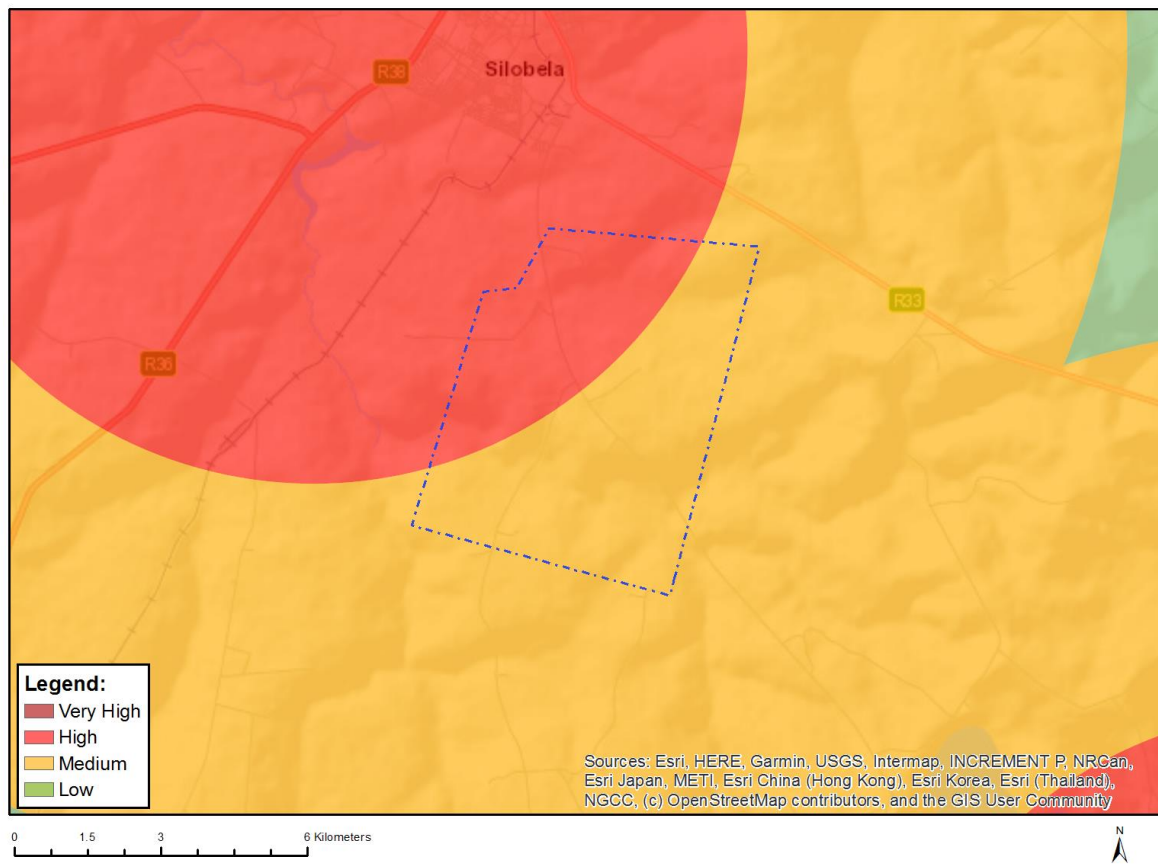 R38
Silobela
R33
R36
Legend:
Very High
High
Medium
Low
Sources: Esri, HERE, Garmin, USGS, Intermap, INCREMENT P, NRCan,
Esri Japan, METI, Esri China (Hong Kong), Esri Korea, Esri (Thailand),
NGCC, (c) OpenStreetMap contributors, and the GIS User Community
0 1.5 3 6 Kilometers
N